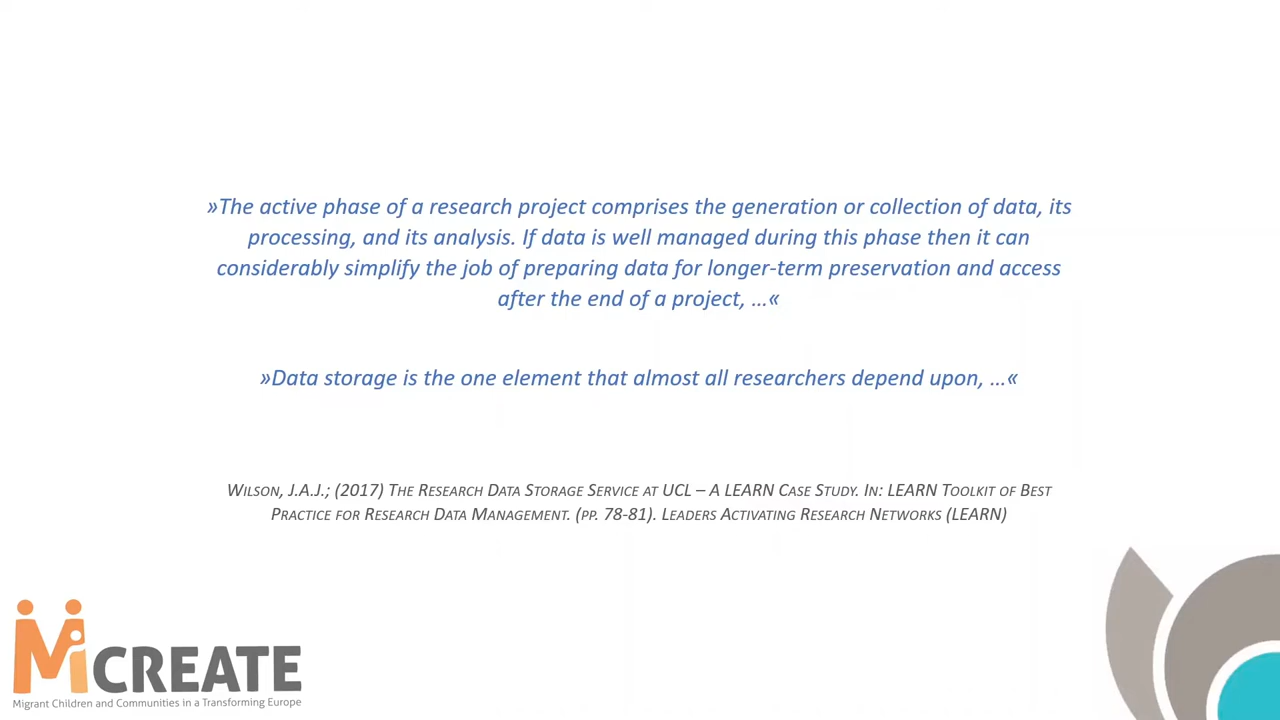 »The active phase of a research project comprises the generation or collection of data, its
processing, and its analysis. If data is well managed during this phase then it can
considerably simplify the job of preparing data for longer-term preservation and access
after the end of a project, …«
»Data storage is the one element that almost all researchers depend upon, …«
Wilson, J.A.J.; (2017) The Research Data Storage Service at UCL – A LEARN Case Study. In: LEARN Toolkit of Best
Practice for Research Data Management. (pp. 78-81). Leaders Activating Research Networks (LEARN)
MiCREATE
Migrant Children and Communities in a Transforming Europe